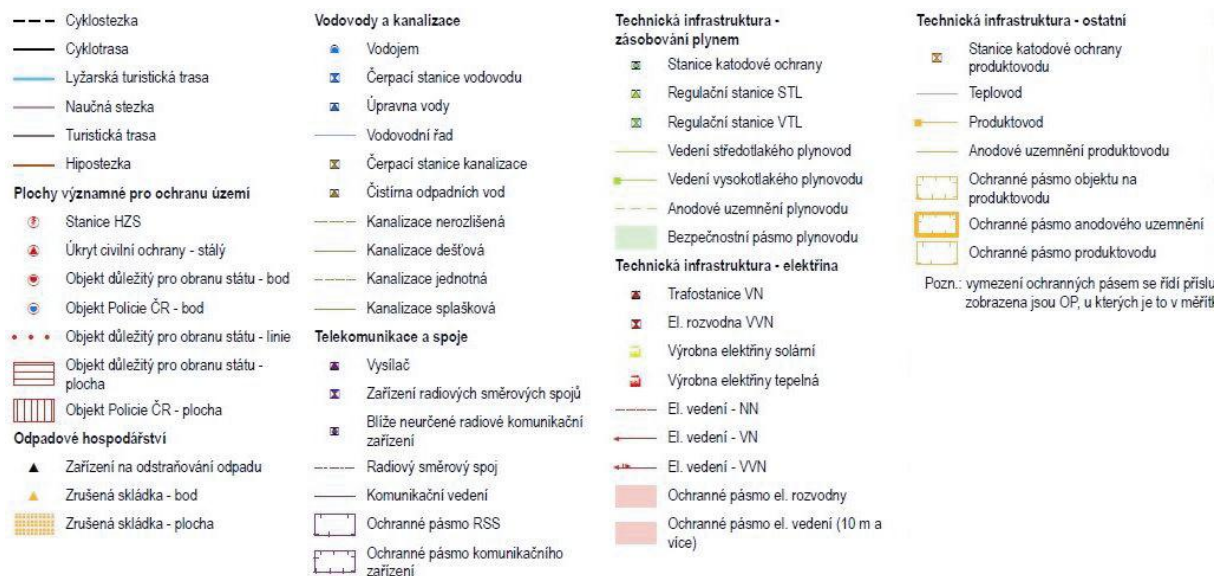 Cyklostezka
Cyklotrasa
Lyžarská turistická trasa
Naučná stezka
Turistická trasa
Hipostezka
Plochy významné pro ochranu území
Stanice HZS
Úkryt civilní ochrany - stálý
Objekt důležitý pro obranu státu - bod
Objekt Policie ČR - bod
Objekt důležitý pro obranu státu - linie
Objekt důležitý pro obranu státu -
plocha
Objekt Policie ČR - plocha
Odpadové hospodářství
Zařízení na odstraňování odpadu
Zrušená skládka - bod
Zrušená skládka - plocha
Vodovody a kanalizace
Vodojem
Čerpací stanice vodovodu
Úpravna vody
Vodovodní řad
Čerpací stanice kanalizace
Čistírna odpadních vod
Kanalizace nerozlišená
Kanalizace dešťová
Kanalizace jednotná
Kanalizace splašková
Telekomunikace a spoje
Vysílač
Zařízení radiových směrových spojů
Blíže neurčené radiové komunikační
zařízení
Radiový směrový spoj
Komunikační vedení
Ochranné pásmo RSS
Ochranné pásmo komunikačního
zařízení
Technická infrastruktura -
zásobování plynem
Stanice katodové ochrany
Regulační stanice STL
Regulační stanice VTL
Vedení středotlakého plynovod
Vedení vysokotlakého plynovodu
Anodové uzemnění plynovodu
Bezpečnostní pásmo plynovodu
Technická infrastruktura - elektřina
Trafostanice VN
El. rozvodna VVN
Výrobna elektřiny solární
Výrobna elektřiny tepelná
El. vedení - NN
El. vedení - VN
El. vedení - VVN
Ochranné pásmo el. rozvodny
Ochranné pásmo el. vedení (10 m a
více)
Technická infrastruktura - ostatní
Stanice katodové ochrany
produktovodu
Teplovod
Produktovod
Anodové uzemnění produktovodu
Ochranné pásmo objektu na
produktovodu
Ochranné pásmo anodového uzemnění
Ochranné pásmo produktovodu
Pozn.: vymezení ochranných pásem se řídí příslu
zobrazena jsou OP, u kterých je to v měřítk